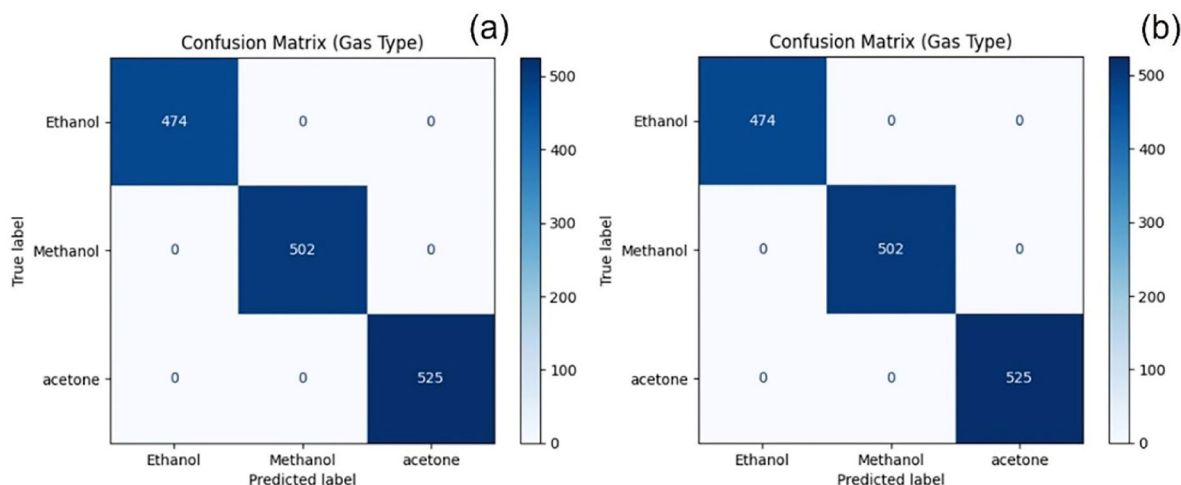 (a)
Confusion Matrix (Gas Type)
True label
Ethanol 474 0 0
Methanol 0 502 0
acetone 0 0 525
Ethanol Methanol acetone
Predicted label
500
400
300
200
100
0
(b)
Confusion Matrix (Gas Type)
True label
Ethanol 474 0 0
Methanol 0 502 0
acetone 0 0 525
Ethanol Methanol acetone
Predicted label
500
400
300
200
100
0